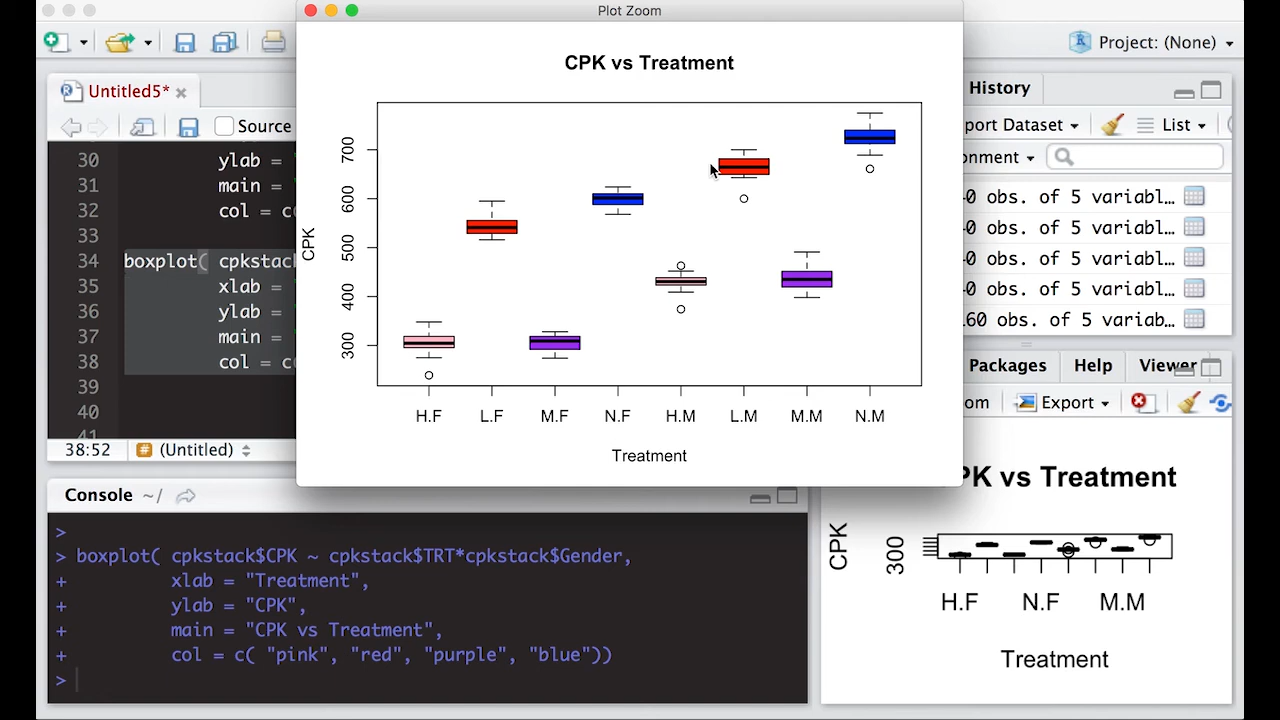 Plot Zoom
Project: (None)
Untitled5*
Source
30 ylab =
31 main =
32 col =
33
34 boxplot( cpkstack
35 xlab =
36 ylab =
37 main =
38 col =
39
40
38:52 (Untitled)
CPK vs Treatment
CPK
700
600
500
400
300
H.F L.F M.F N.F H.M L.M M.M N.M
Treatment
History
port Dataset List
onment
0 obs. of 5 variabl…
0 obs. of 5 variabl…
0 obs. of 5 variabl…
0 obs. of 5 variabl…
60 obs. of 5 variab…
Packages Help Viewer
om Export
PK vs Treatment
CPK
300
H.F N.F M.M
Treatment
Console ~/
>
> boxplot( cpkstack$CPK ~ cpkstack$TRT*cpkstack$Gender,
+ xlab = "Treatment",
+ ylab = "CPK",
+ main = "CPK vs Treatment",
+ col = c( "pink", "red", "purple", "blue"))
>